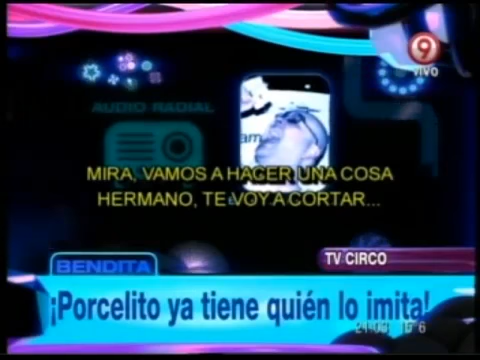 9
VIVO
AUDIO RADIAL
MIRA, VAMOS A HACER UNA COSA
HERMANO, TE VOY A CORTAR...
TV CIRCO
BENDITA
¡Porcelito ya tiene quién lo imita!